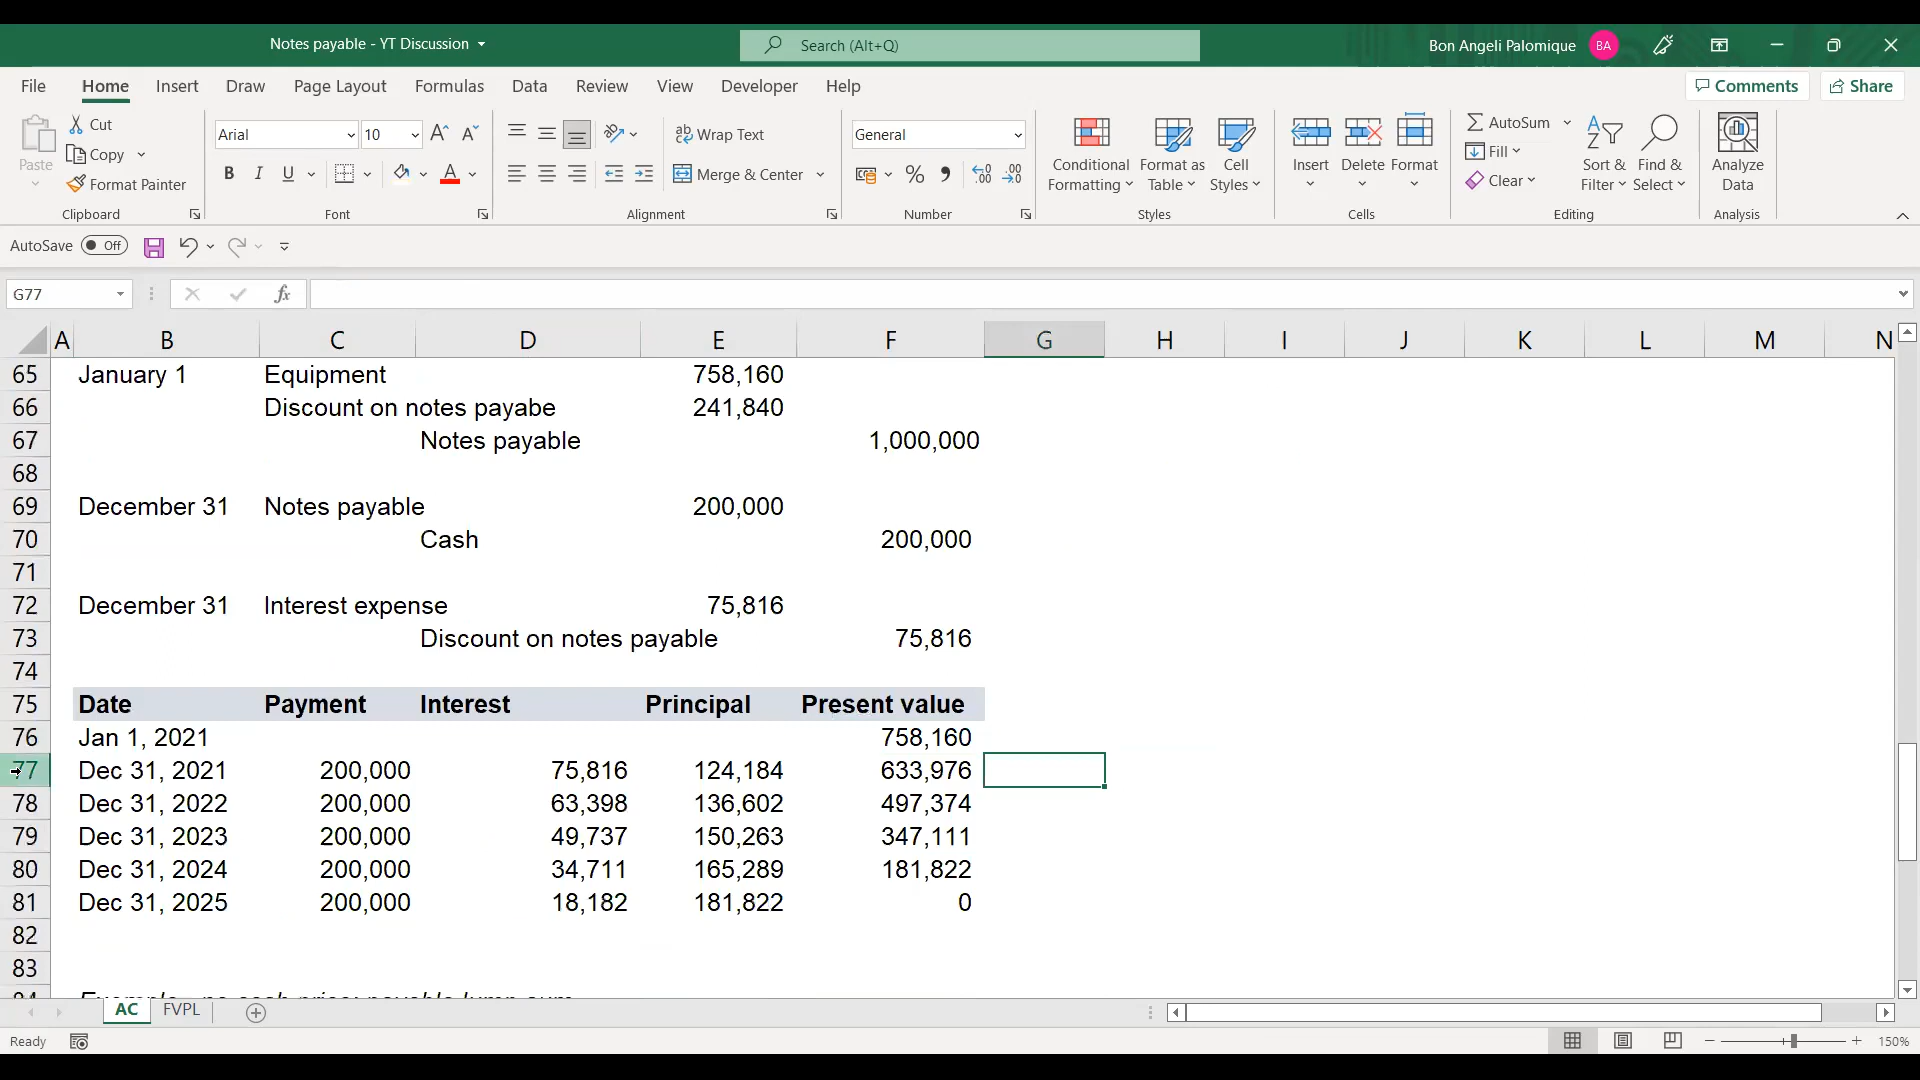 Notes payable - YT Discussion
Search (Alt+Q)
Bon Angeli Palomique BA
File Home Insert Draw Page Layout Formulas Data Review View Developer Help Comments Share
Paste
Cut
Copy
Format Painter
Clipboard
Arial 10 A A
B I U A
Font
ab Wrap Text
Merge & Center
Alignment
General
% , .00
Number
Conditional Formatting
Format as Table
Cell Styles
Styles
Insert Delete Format
Cells
AutoSum
Fill
Clear
Sort & Filter
Find & Select
Editing
Analyze Data
Analysis
AutoSave Off
G77 fx
A B C D E F G H I J K L M N
65 January 1 Equipment 758,160
66 Discount on notes payabe 241,840
67 Notes payable 1,000,000
68
69 December 31 Notes payable 200,000
70 Cash 200,000
71
72 December 31 Interest expense 75,816
73 Discount on notes payable 75,816
74
75 Date Payment Interest Principal Present value
76 Jan 1, 2021 758,160
77 Dec 31, 2021 200,000 75,816 124,184 633,976
78 Dec 31, 2022 200,000 63,398 136,602 497,374
79 Dec 31, 2023 200,000 49,737 150,263 347,111
80 Dec 31, 2024 200,000 34,711 165,289 181,822
81 Dec 31, 2025 200,000 18,182 181,822 0
82
83
AC FVPL
Ready 150%